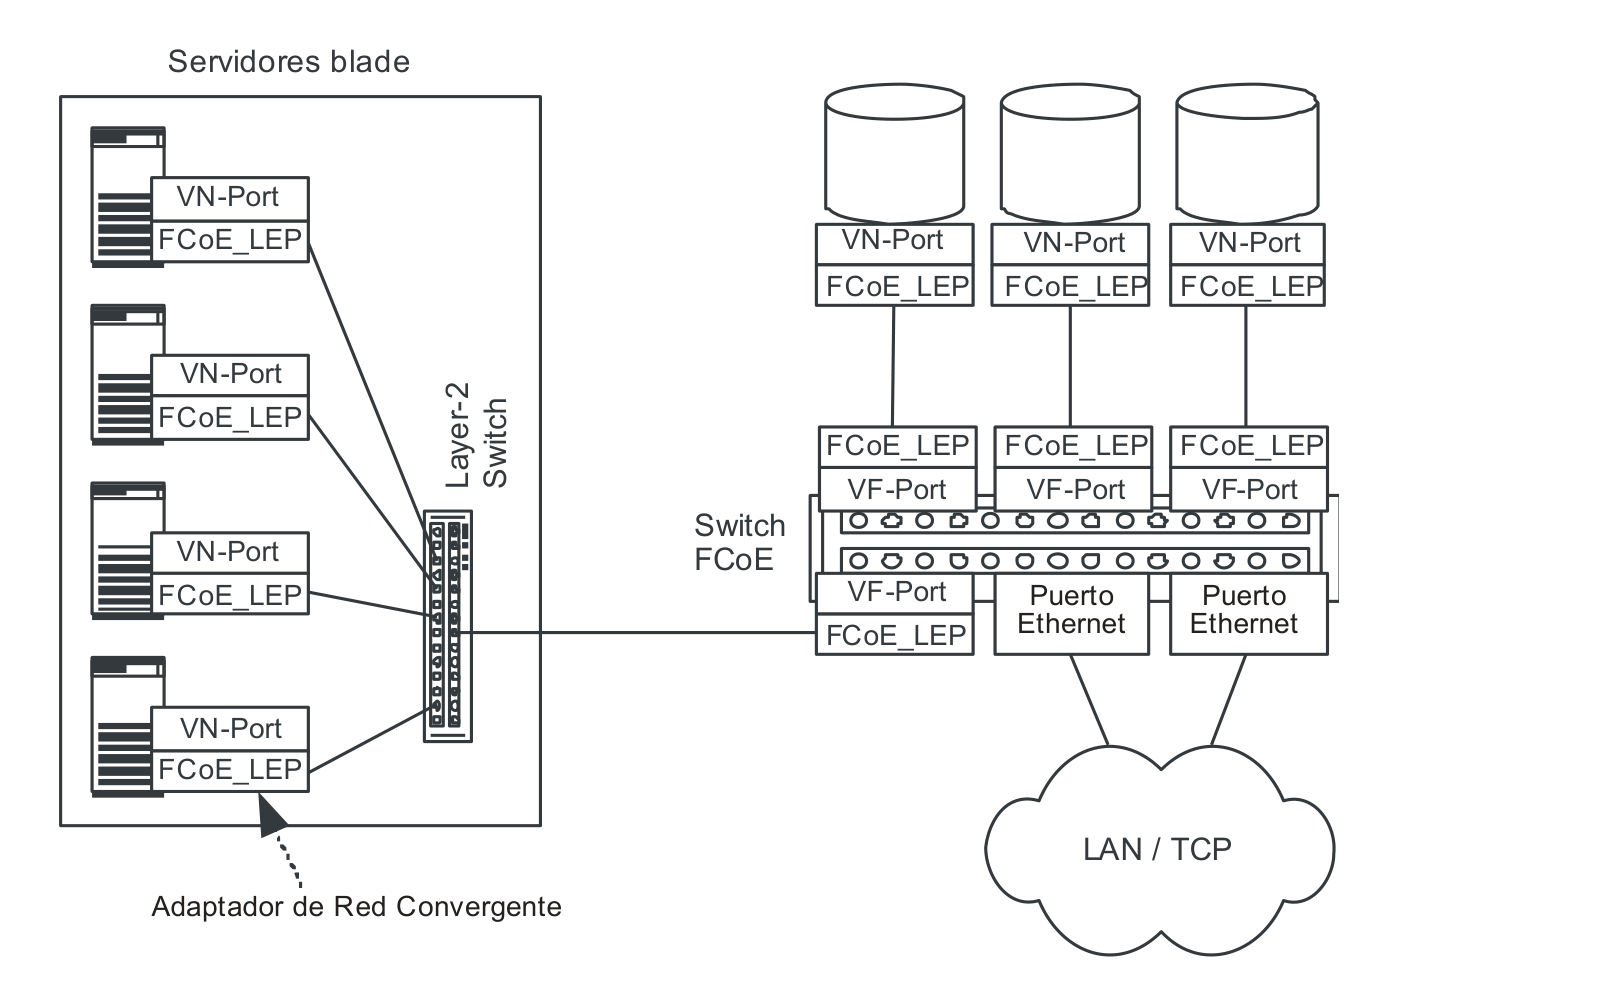 Servidores blade
VN-Port
FCoE_LEP
VN-Port
FCoE_LEP
VN-Port
FCoE_LEP
VN-Port
FCoE_LEP
Layer-2
Switch
Adaptador de Red Convergente
VN-Port
FCoE_LEP
VN-Port
FCoE_LEP
VN-Port
FCoE_LEP
FCoE_LEP
VF-Port
FCoE_LEP
VF-Port
FCoE_LEP
VF-Port
Switch
FCoE
VF-Port
FCoE_LEP
Puerto
Ethernet
Puerto
Ethernet
LAN / TCP